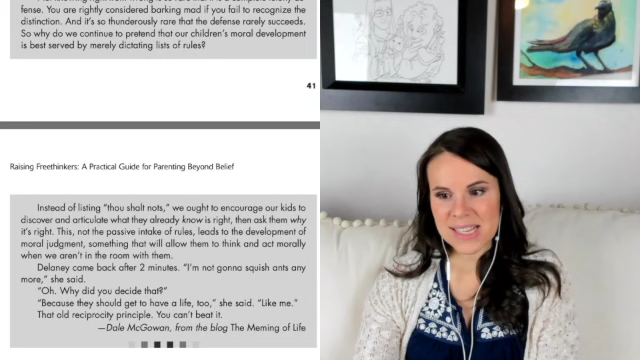 fense. You are rightly considered barking mad if you fail to recognize the
distinction. And it's so thunderously rare that the defense rarely succeeds.
So why do we continue to pretend that our children's moral development
is best served by merely dictating lists of rules?
41
Raising Freethinkers: A Practical Guide for Parenting Beyond Belief
Instead of listing “thou shalt nots,” we ought to encourage our kids to
discover and articulate what they already know is right, then ask them why
it's right. This, not the passive intake of rules, leads to the development of
moral judgment, something that will allow them to think and act morally
when we aren't in the room with them.
Delaney came back after 2 minutes. “I'm not gonna squish ants any
more,” she said.
“Oh. Why did you decide that?”
“Because they should get to have a life, too,” she said. “Like me.”
That old reciprocity principle. You can't beat it.
—Dale McGowan, from the blog The Meming of Life